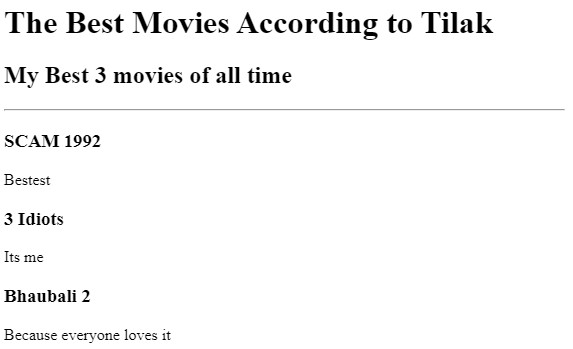 The Best Movies According to Tilak
My Best 3 movies of all time
SCAM 1992
Bestest
3 Idiots
Its me
Bhaubali 2
Because everyone loves it